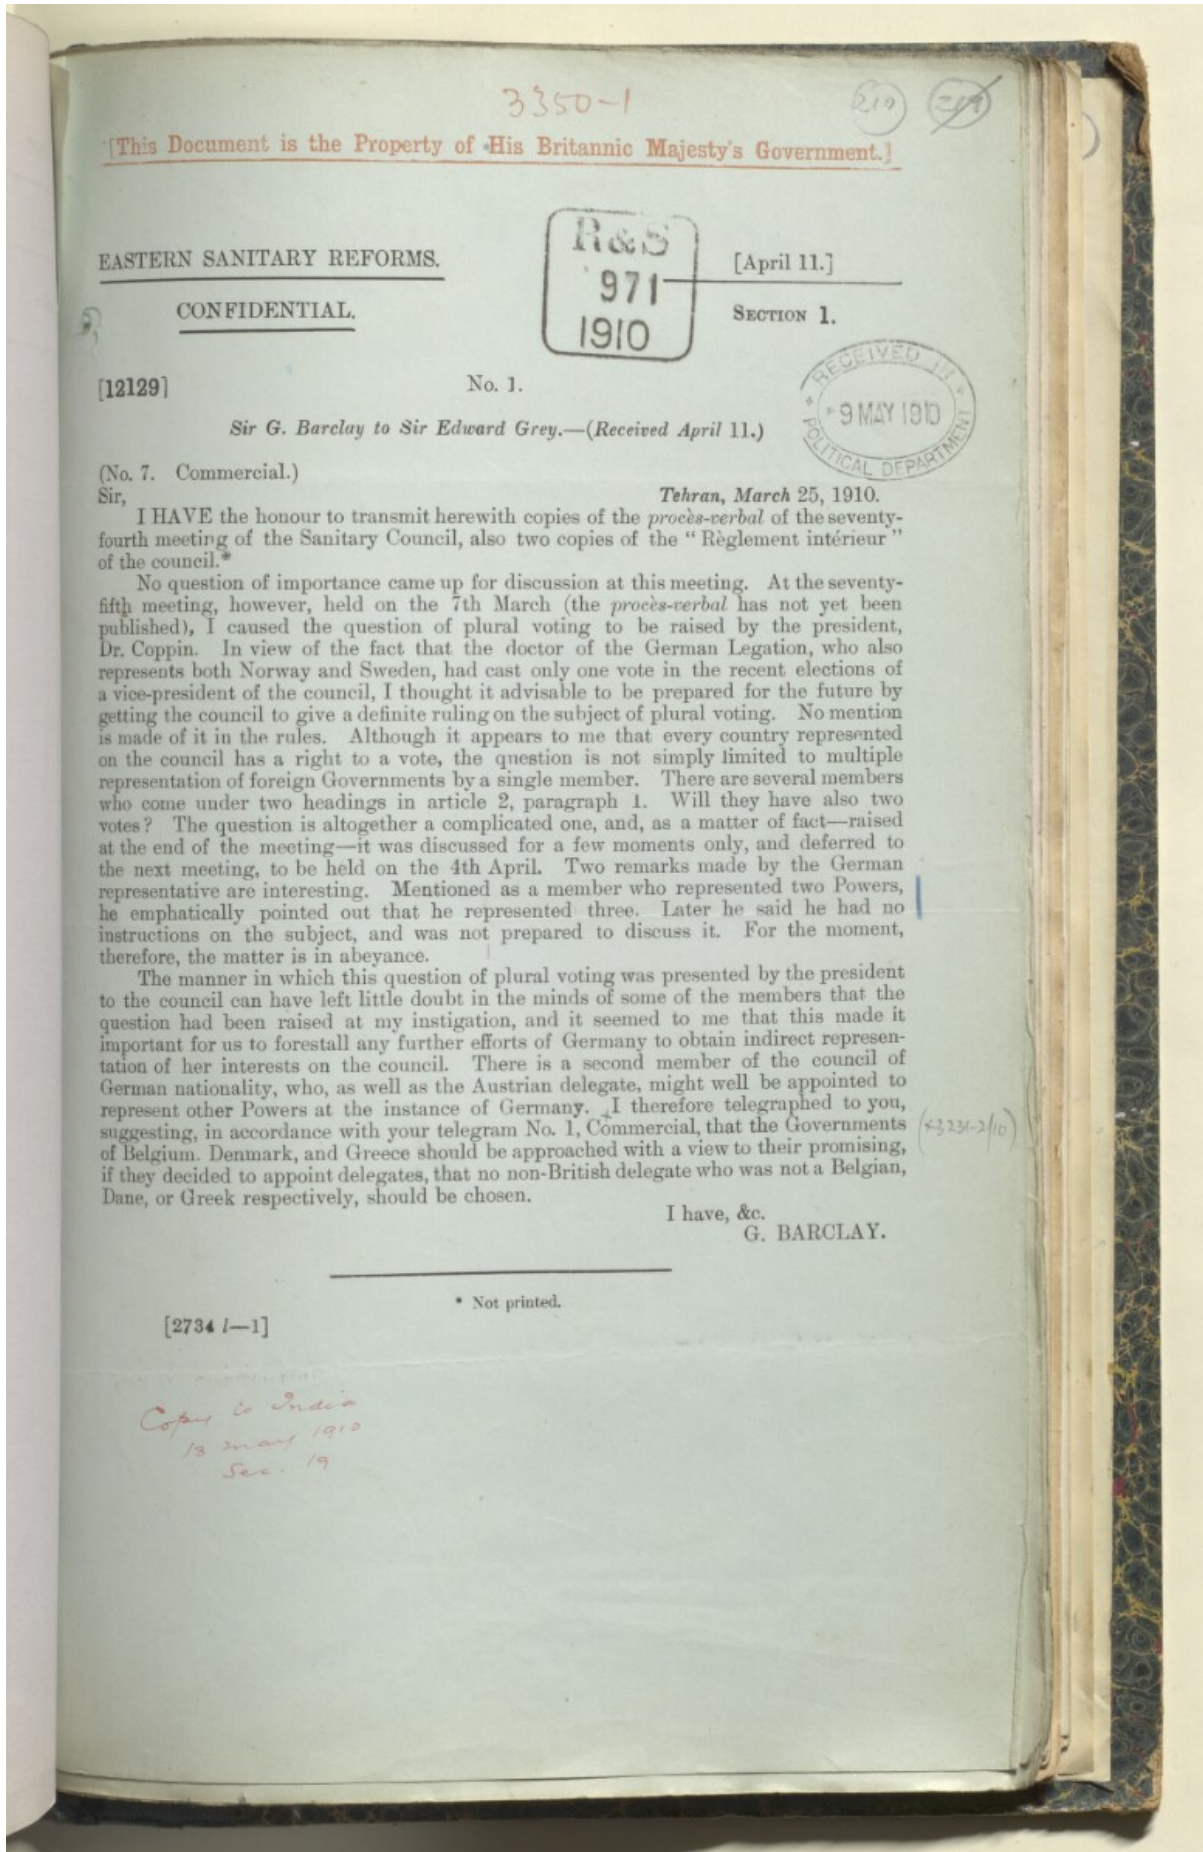 3350-1
210
219
[This Document is the Property of His Britannic Majesty's Government.]
R & S
971
1910
EASTERN SANITARY REFORMS.
[April 11.]
CONFIDENTIAL.
SECTION 1.
RECEIVED IN
9 MAY 1910
POLITICAL DEPARTMENT
[12129]
No. 1.
Sir G. Barclay to Sir Edward Grey.—(Received April 11.)
(No. 7. Commercial.)
Sir,
Tehran, March 25, 1910.
I HAVE the honour to transmit herewith copies of the procès-verbal of the seventy-
fourth meeting of the Sanitary Council, also two copies of the “ Règlement intérieur ”
of the council.*
No question of importance came up for discussion at this meeting. At the seventy-
fifth meeting, however, held on the 7th March (the procès-verbal has not yet been
published), I caused the question of plural voting to be raised by the president,
Dr. Coppin. In view of the fact that the doctor of the German Legation, who also
represents both Norway and Sweden, had cast only one vote in the recent elections of
a vice-president of the council, I thought it advisable to be prepared for the future by
getting the council to give a definite ruling on the subject of plural voting. No mention
is made of it in the rules. Although it appears to me that every country represented
on the council has a right to a vote, the question is not simply limited to multiple
representation of foreign Governments by a single member. There are several members
who come under two headings in article 2, paragraph 1. Will they have also two
votes? The question is altogether a complicated one, and, as a matter of fact—raised
at the end of the meeting—it was discussed for a few moments only, and deferred to
the next meeting, to be held on the 4th April. Two remarks made by the German
representative are interesting. Mentioned as a member who represented two Powers,
he emphatically pointed out that he represented three. Later he said he had no
instructions on the subject, and was not prepared to discuss it. For the moment,
therefore, the matter is in abeyance.
The manner in which this question of plural voting was presented by the president
to the council can have left little doubt in the minds of some of the members that the
question had been raised at my instigation, and it seemed to me that this made it
important for us to forestall any further efforts of Germany to obtain indirect represen-
tation of her interests on the council. There is a second member of the council of
German nationality, who, as well as the Austrian delegate, might well be appointed to
represent other Powers at the instance of Germany. I therefore telegraphed to you,
suggesting, in accordance with your telegram No. 1, Commercial, that the Governments
of Belgium, Denmark, and Greece should be approached with a view to their promising,
if they decided to appoint delegates, that no non-British delegate who was not a Belgian,
Dane, or Greek respectively, should be chosen.
I have, &c.
G. BARCLAY.
* Not printed.
[2734 l—1]
Copy to India
13 May 1910
Sec. 19